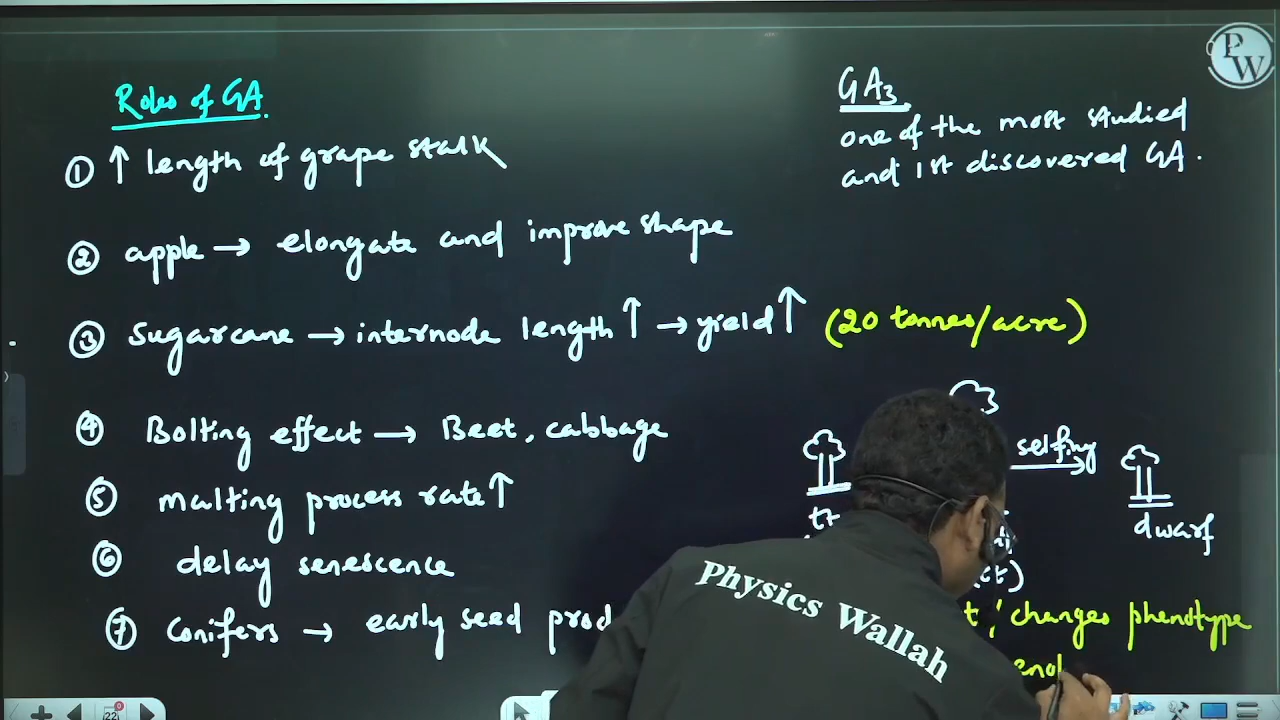 Roles of GA.
① ↑ length of grape stalk
② apple → elongate and improve shape
③ Sugarcane → internode length ↑ → yield ↑ (20 tonnes/acre)
④ Bolting effect → Beet, cabbage
⑤ malting process rate ↑
⑥ delay senescence
⑦ Conifers → early seed prod
GA₃
one of the most studied
and 1st discovered GA.
selfing
tt
dwarf
changes phenotype
Physics Wallah
PW
22